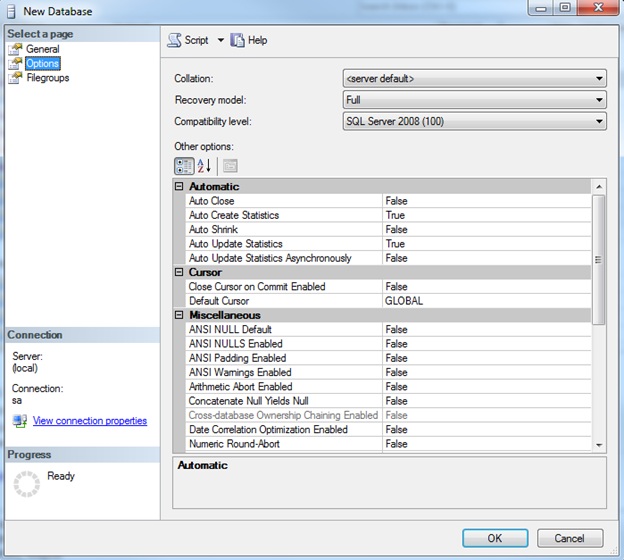 New Database
Select a page
General
Options
Filegroups
Script
Help
Collation:
<server default>
Recovery model:
Full
Compatibility level:
SQL Server 2008 (100)
Other options:
Automatic
Auto Close False
Auto Create Statistics True
Auto Shrink False
Auto Update Statistics True
Auto Update Statistics Asynchronously False
Cursor
Close Cursor on Commit Enabled False
Default Cursor GLOBAL
Miscellaneous
ANSI NULL Default False
ANSI NULLS Enabled False
ANSI Padding Enabled False
ANSI Warnings Enabled False
Arithmetic Abort Enabled False
Concatenate Null Yields Null False
Cross-database Ownership Chaining Enabled False
Date Correlation Optimization Enabled False
Numeric Round-Abort False
Automatic
Connection
Server:
(local)
Connection:
sa
View connection properties
Progress
Ready
OK
Cancel